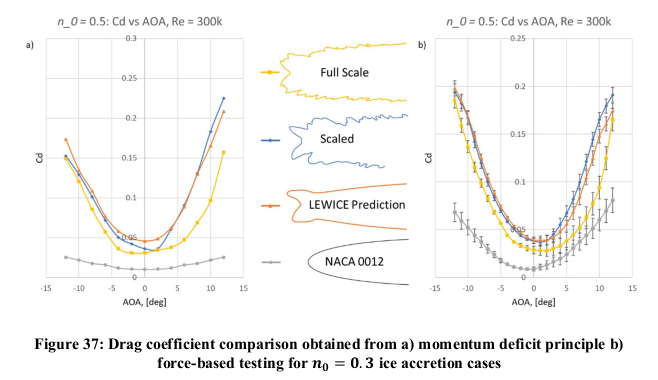 n_0 = 0.5: Cd vs AOA, Re = 300k
a)
Cd
0.3
0.25
0.2
0.15
0.1
0.05
0
-15 -10 -5 0 5 10 15
AOA, [deg]
Full Scale
Scaled
LEWICE Prediction
NACA 0012
n_0 = 0.5: Cd vs AOA, Re = 300k
b)
Cd
0.25
0.2
0.15
0.1
0.05
0
-15 -10 -5 0 5 10 15
AOA, [deg]
Figure 37: Drag coefficient comparison obtained from a) momentum deficit principle b)
force-based testing for n₀ = 0.3 ice accretion cases